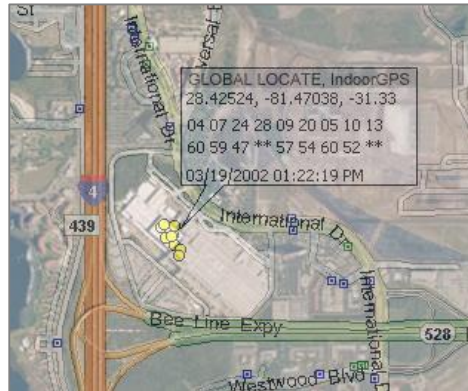 St
International Dr
Universal
GLOBAL LOCATE, IndoorGPS
28.42524, -81.47038, -31.33
04 07 24 28 09 20 05 10 13
60 59 47 ** 57 54 60 52 **
03/19/2002 01:22:19 PM
4
439
International Dr
International D
Bee Line Expy
528
Westwood Blvd